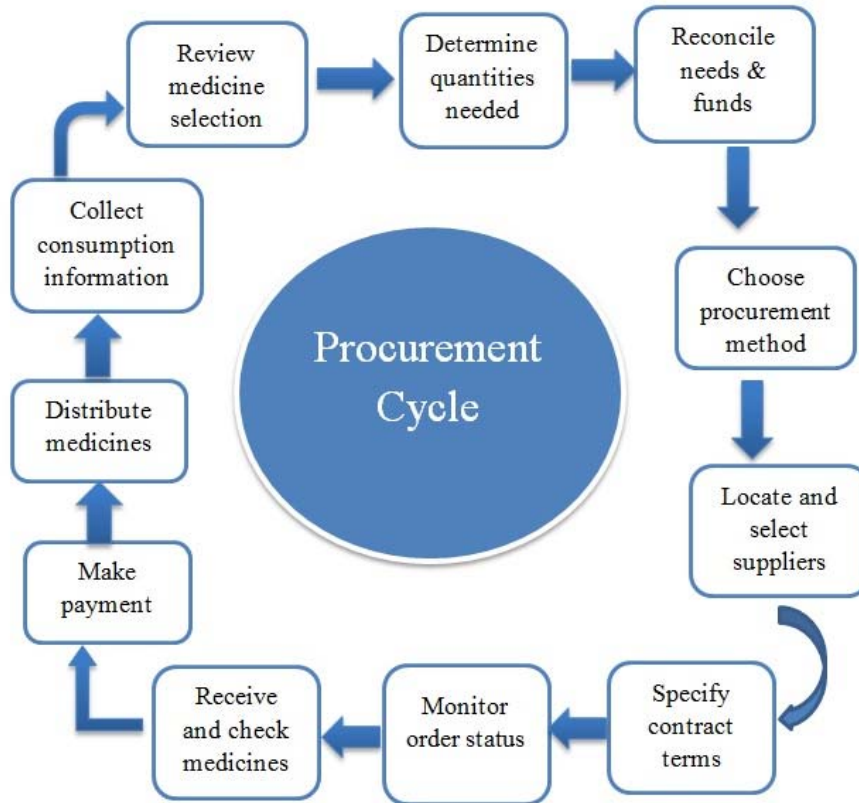 Review
medicine
selection
Determine
quantities
needed
Reconcile
needs &
funds
Choose
procurement
method
Locate and
select
suppliers
Specify
contract
terms
Monitor
order status
Receive
and check
medicines
Make
payment
Distribute
medicines
Collect
consumption
information
Procurement
Cycle